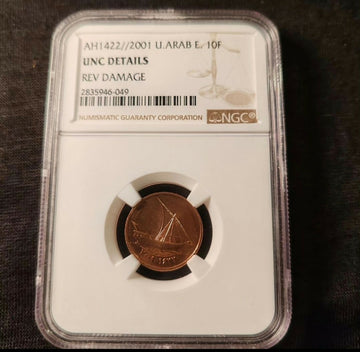 AH1422//2001 U.ARAB E. 10F
UNC DETAILS
REV DAMAGE
2835946-049
NUMISMATIC GUARANTY CORPORATION
NGC®